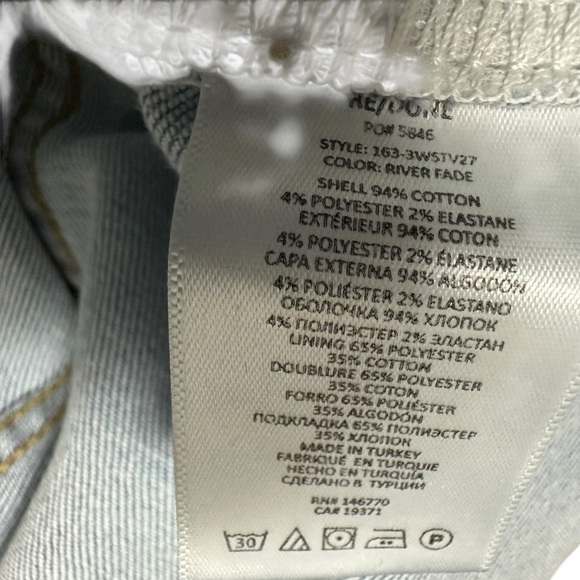 RE/DONE
PO# 5846
STYLE: 163-3WSTV27
COLOR: RIVER FADE
SHELL 94% COTTON
4% POLYESTER 2% ELASTANE
EXTÉRIEUR 94% COTON
4% POLYESTER 2% ÉLASTANE
CAPA EXTERNA 94% ALGODÓN
4% POLIÉSTER 2% ELASTANO
ОБОЛОЧКА 94% ХЛОПОК
4% ПОЛИЭСТЕР 2% ЭЛАСТАН
LINING 65% POLYESTER
35% COTTON
DOUBLURE 65% POLYESTER
35% COTON
FORRO 65% POLIÉSTER
35% ALGODÓN
ПОДКЛАДКА 65% ПОЛИЭСТЕР
35% ХЛОПОК
MADE IN TURKEY
FABRIQUÉ EN TURQUIE
HECHO EN TURQUÍA
СДЕЛАНО В ТУРЦИИ
RN# 146770
CA# 19371
30 P